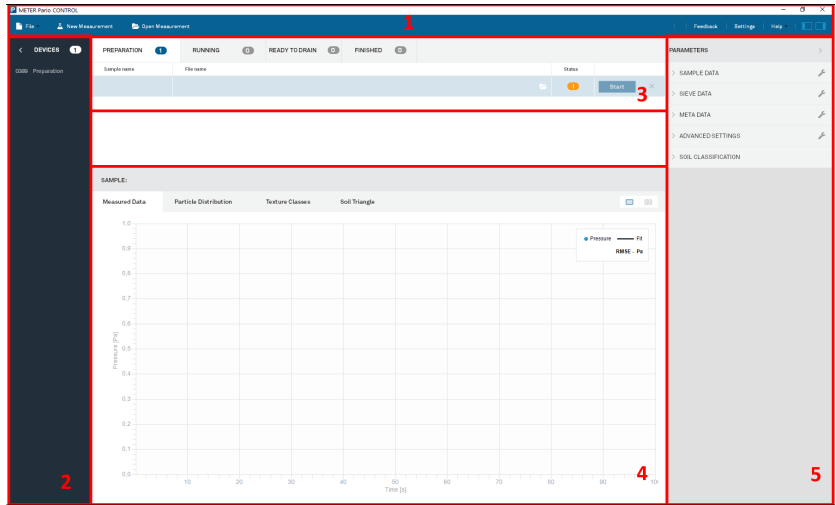 METER Pario CONTROL
File New Measurement Open Measurement 1 Feedback Settings Help
DEVICES 1
Preparation
PREPARATION 1 RUNNING 0 READY TO DRAIN 0 FINISHED 0
Sample name File name Status
! Start 3
SAMPLE:
Measured Data Particle Distribution Texture Classes Soil Triangle
1,0
0,9
0,8
0,7
0,6
0,5
0,4
0,3
0,2
0,1
0,0
Pressure [Pa]
Pressure Fit
RMSE - Pa
10 20 30 40 50 60 70 80 90 100
Time [s]
4
2
PARAMETERS
SAMPLE DATA
SIEVE DATA
META DATA
ADVANCED SETTINGS
SOIL CLASSIFICATION
5